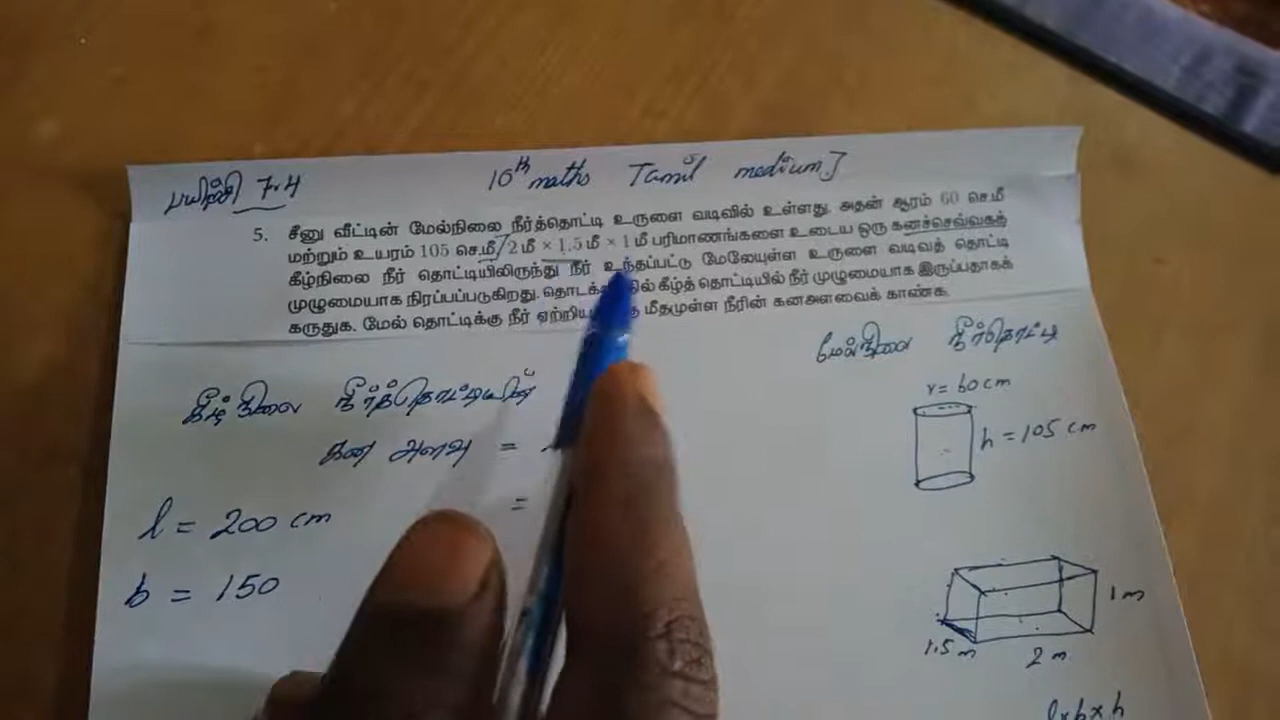 பயிற்சி 7.4
10th maths Tamil medium]
5. சீனு வீட்டின் மேல்நிலை நீர்த்தொட்டி உருளை வடிவில் உள்ளது. அதன் ஆரம் 60 செ.மீ
மற்றும் உயரம் 105 செ.மீ. 2 மீ × 1.5 மீ × 1 மீ பரிமாணங்களை உடைய ஒரு கனச்செவ்வகத்
கீழ்நிலை நீர் தொட்டியிலிருந்து நீர் உந்தப்பட்டு மேலேயுள்ள உருளை வடிவத் தொட்டி
முழுமையாக நிரப்பப்படுகிறது. தொடக்கத்தில் கீழ்த் தொட்டியில் நீர் முழுமையாக இருப்பதாகக்
கருதுக. மேல் தொட்டிக்கு நீர் மீதமுள்ள நீரின் கனஅளவைக் காண்க.
மேல்நிலை நீர்தொட்டி
r = 60 cm
h = 105 cm
கீழ் நிலை நீர்த்தொட்டியின்
கன அளவு =
=
l = 200 cm
b = 150
1 m
1.5 m
2 m
l × b × h